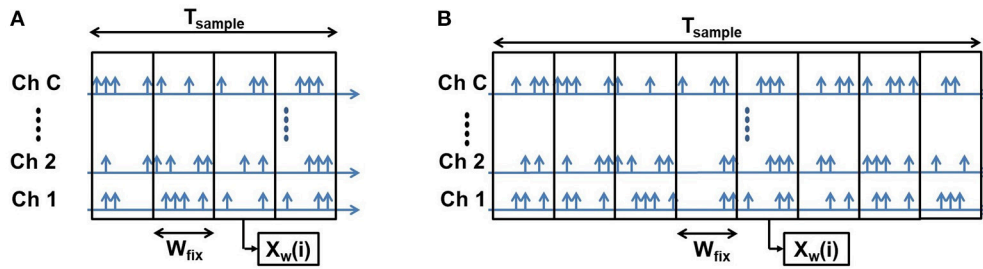 A
T_sample
Ch C
Ch 2
Ch 1
W_fix
X_w(i)
B
T_sample
Ch C
Ch 2
Ch 1
W_fix
X_w(i)